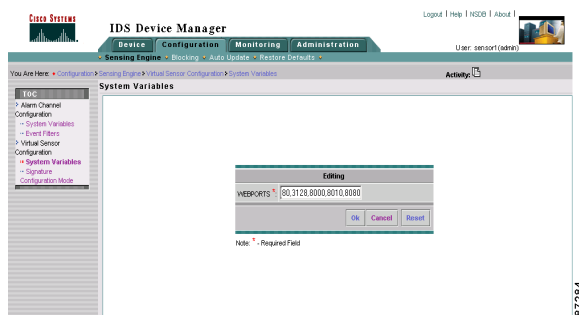 Cisco Systems
IDS Device Manager
Logout | Help | NSDB | About |
Device Configuration Monitoring Administration
User: sensor1 (admin)
Sensing Engine Blocking Auto Update Restore Defaults
You Are Here: Configuration > Sensing Engine > Virtual Sensor Configuration > System Variables
Activity:
System Variables
TOC
Alarm Channel
Configuration
System Variables
Event Filters
Virtual Sensor
Configuration
System Variables
Signature
Configuration Mode
Editing
WEBPORTS *: 80,3128,8000,8010,8080
Ok Cancel Reset
Note: * - Required Field
87284